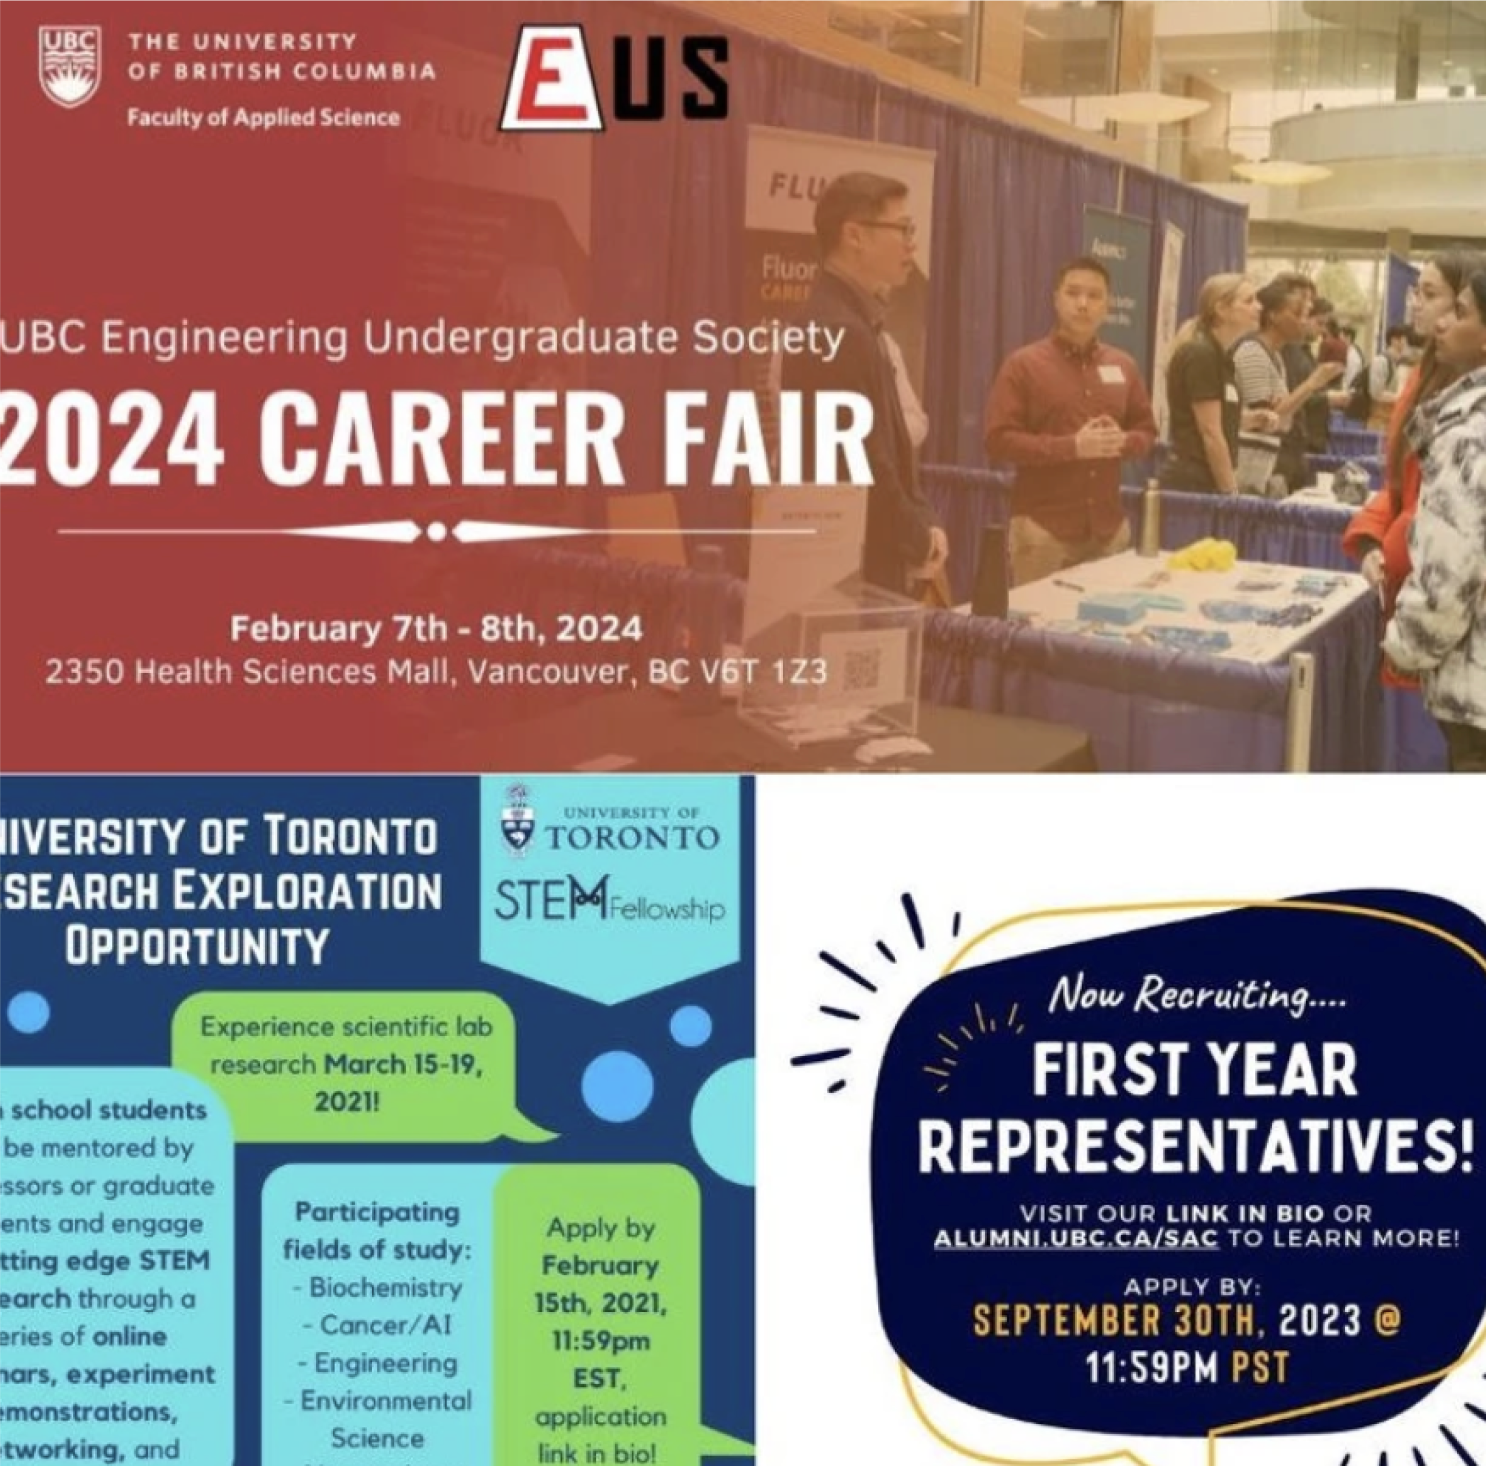 UBC
THE UNIVERSITY
OF BRITISH COLUMBIA
Faculty of Applied Science
EUS
FLUOR
FLU
Fluor
UBC Engineering Undergraduate Society
2024 CAREER FAIR
February 7th - 8th, 2024
2350 Health Sciences Mall, Vancouver, BC V6T 1Z3
NIVERSITY OF TORONTO
SEARCH EXPLORATION
OPPORTUNITY
UNIVERSITY OF
TORONTO
STEM Fellowship
Experience scientific lab
research March 15-19,
2021!
school students
be mentored by
ssors or graduate
ents and engage
tting edge STEM
earch through a
eries of online
nars, experiment
emonstrations,
tworking, and
Participating
fields of study:
- Biochemistry
- Cancer/AI
- Engineering
- Environmental
Science
Apply by
February
15th, 2021,
11:59pm
EST,
application
link in bio!
Now Recruiting....
FIRST YEAR
REPRESENTATIVES!
VISIT OUR LINK IN BIO OR
ALUMNI.UBC.CA/SAC TO LEARN MORE!
APPLY BY:
SEPTEMBER 30TH, 2023 @
11:59PM PST